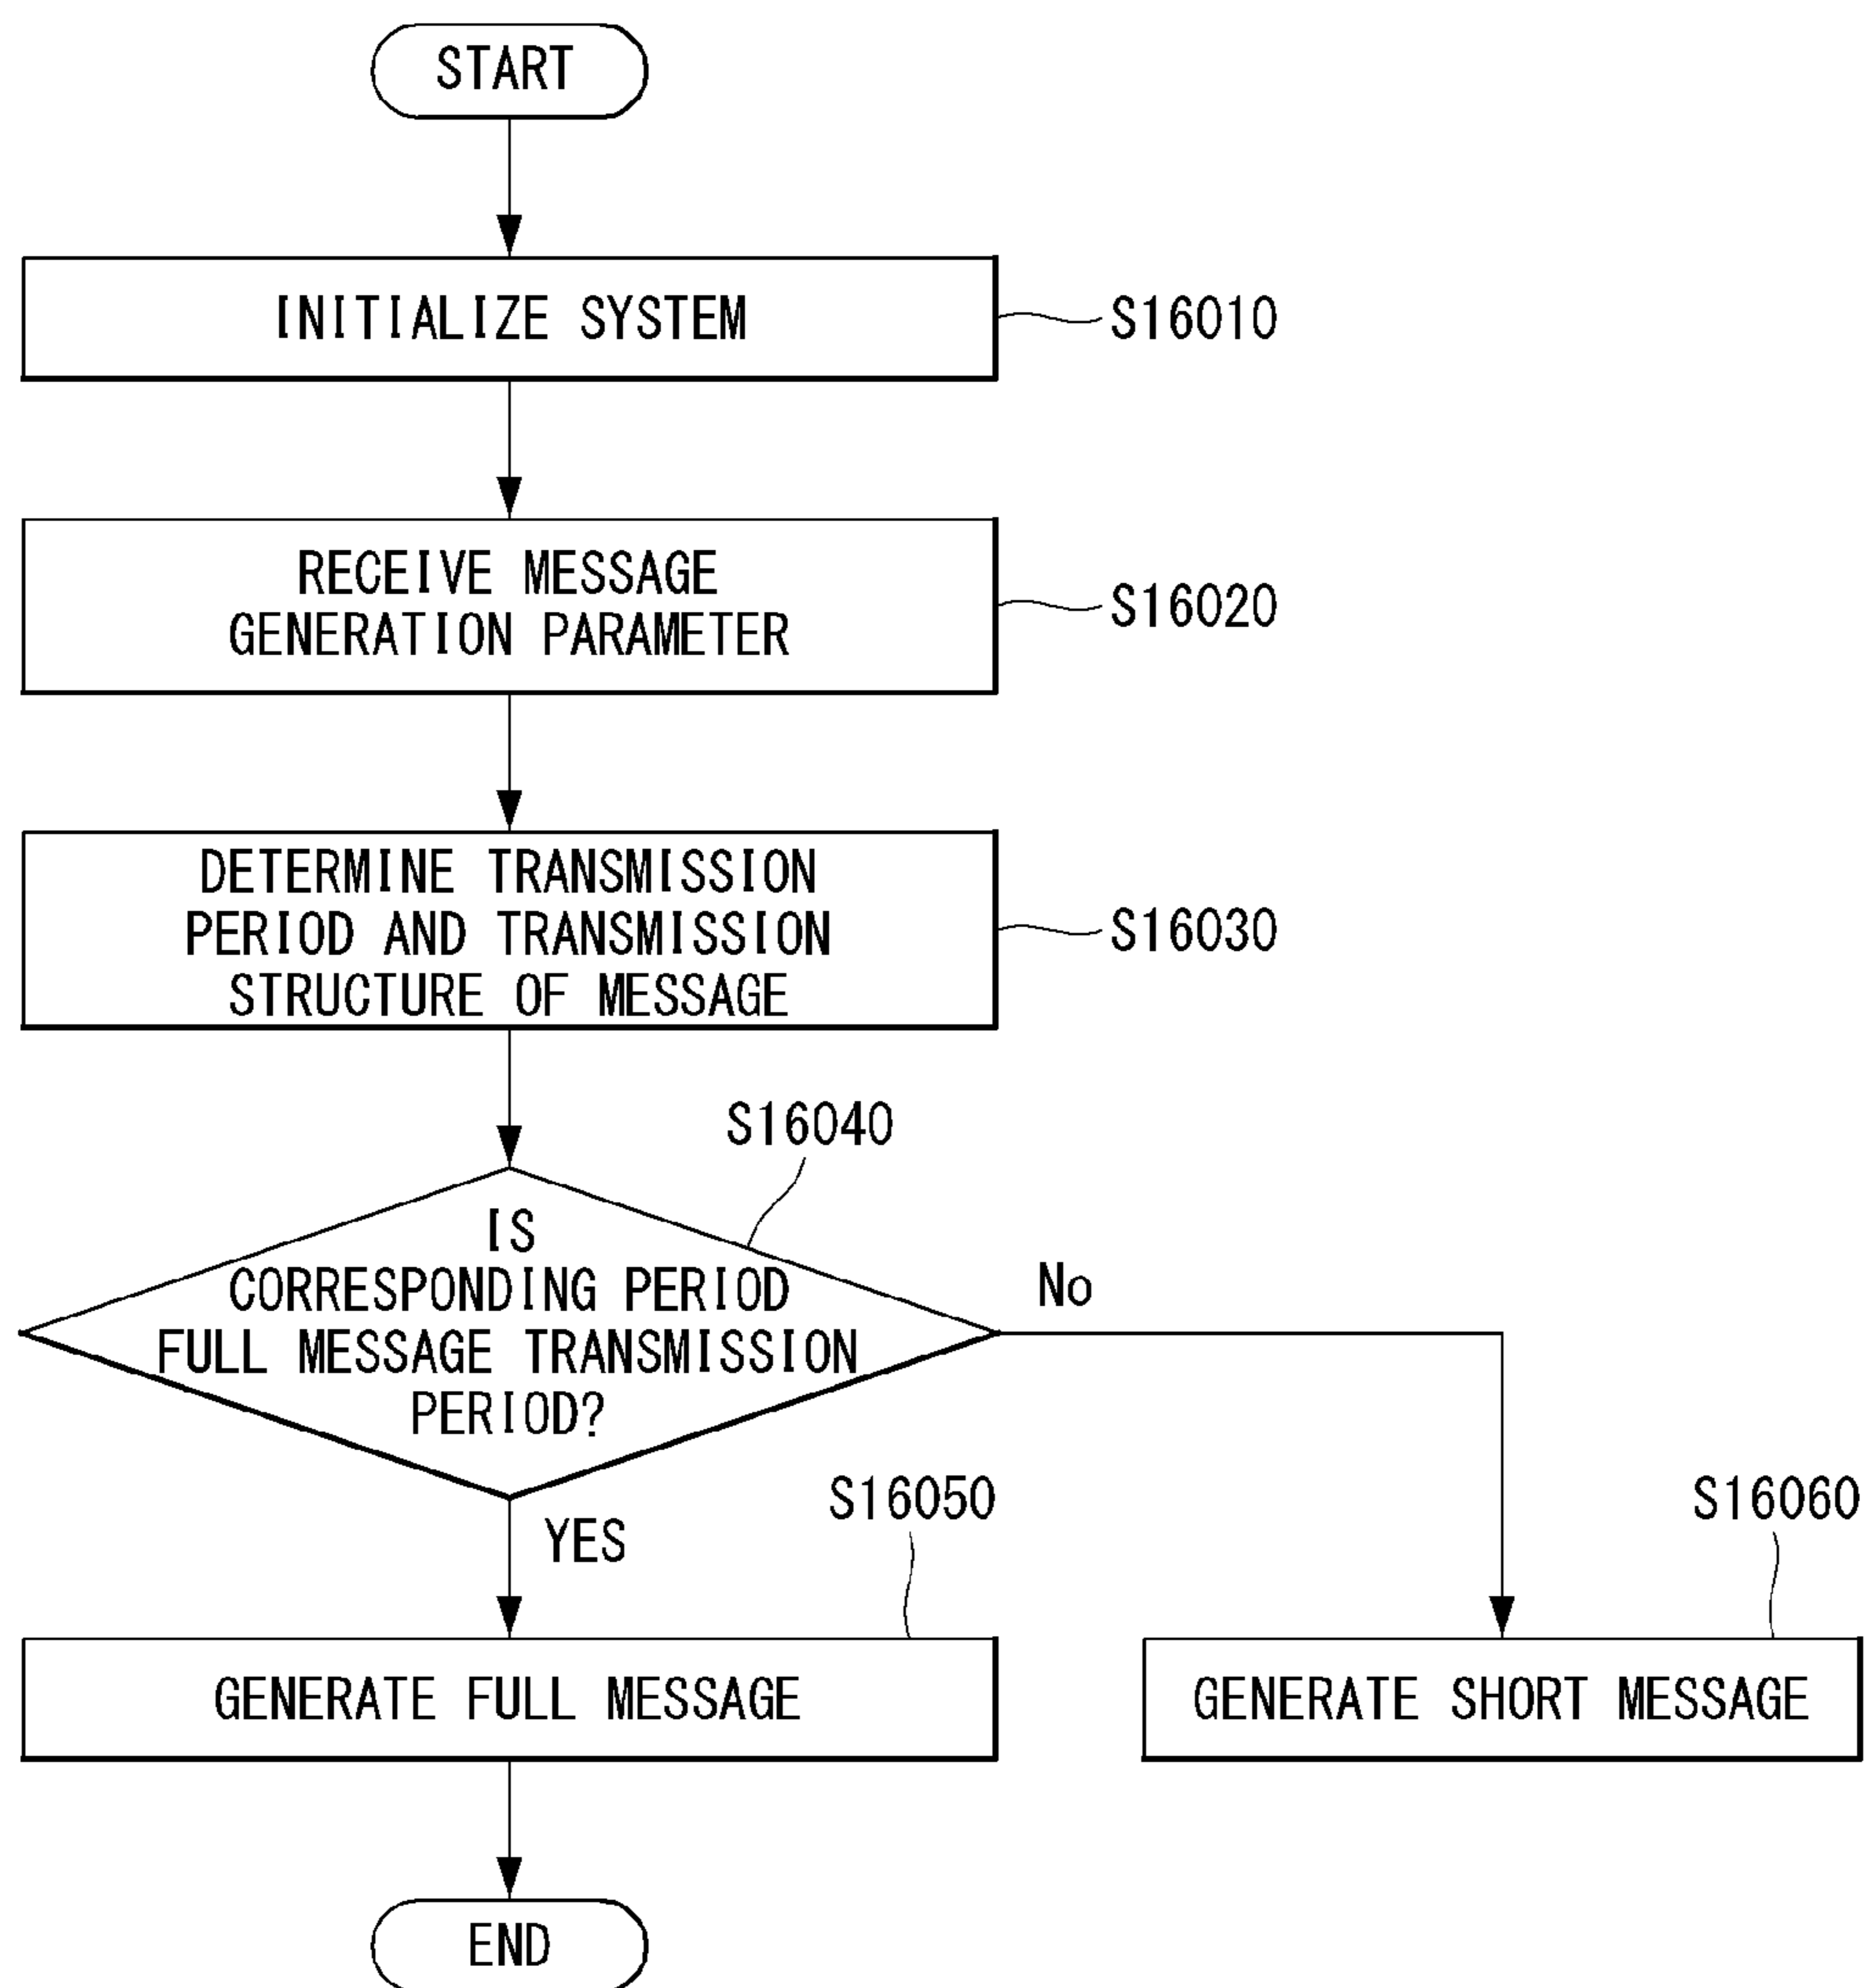 START
INITIALIZE SYSTEM
S16010
RECEIVE MESSAGE
GENERATION PARAMETER
S16020
DETERMINE TRANSMISSION
PERIOD AND TRANSMISSION
STRUCTURE OF MESSAGE
S16030
S16040
IS
CORRESPONDING PERIOD
FULL MESSAGE TRANSMISSION
PERIOD?
No
YES
S16050
GENERATE FULL MESSAGE
S16060
GENERATE SHORT MESSAGE
END